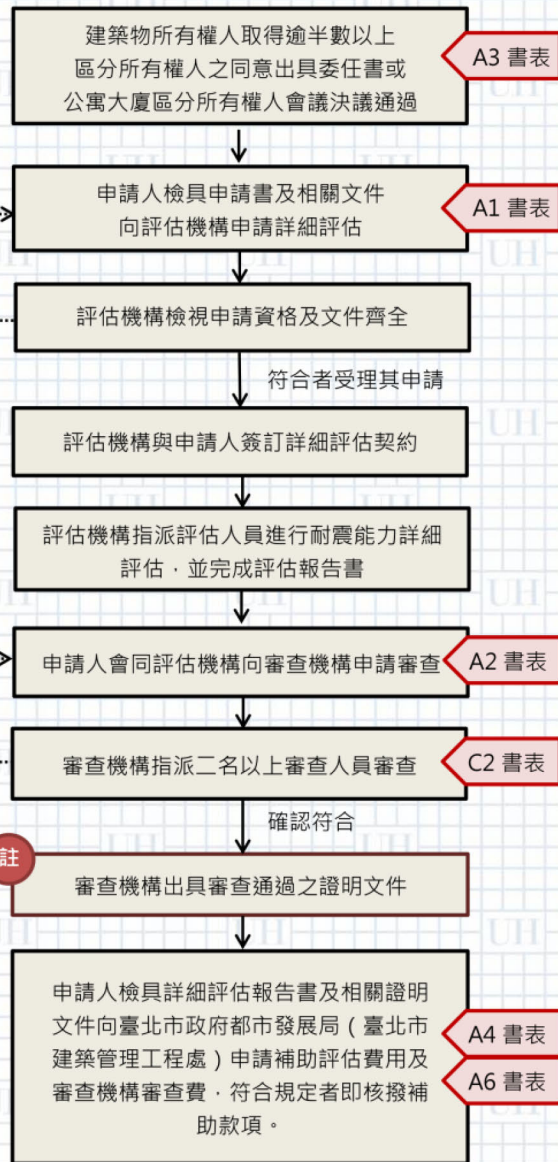 建築物所有權人取得逾半數以上
區分所有權人之同意出具委任書或
公寓大廈區分所有權人會議決議通過
A3 書表
申請人檢具申請書及相關文件
向評估機構申請詳細評估
A1 書表
評估機構檢視申請資格及文件齊全
符合者受理其申請
評估機構與申請人簽訂詳細評估契約
評估機構指派評估人員進行耐震能力詳細
評估，並完成評估報告書
申請人會同評估機構向審查機構申請審查
A2 書表
審查機構指派二名以上審查人員審查
C2 書表
確認符合
註
審查機構出具審查通過之證明文件
申請人檢具詳細評估報告書及相關證明
文件向臺北市政府都市發展局（臺北市
建築管理工程處）申請補助評估費用及
審查機構審查費，符合規定者即核撥補
助款項。
A4 書表
A6 書表
UH